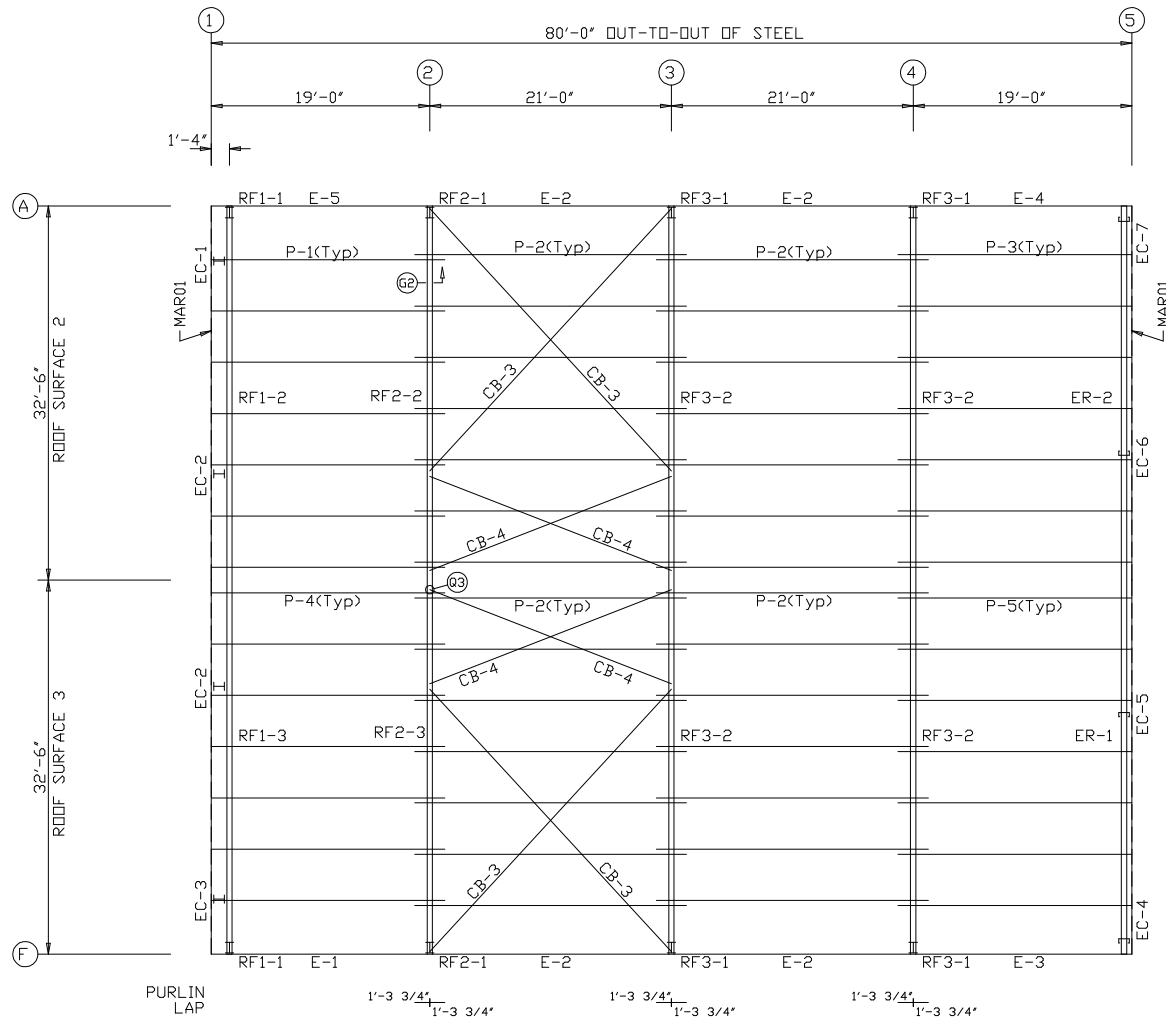 1
5
80'-0" OUT-TO-OUT OF STEEL
2
3
4
19'-0"
21'-0"
21'-0"
19'-0"
1'-4"
A
RF1-1
E-5
RF2-1
E-2
RF3-1
E-2
RF3-1
E-4
EC-1
P-1(Typ)
P-2(Typ)
P-2(Typ)
P-3(Typ)
EC-7
G2
MAR01
MAR01
32'-6"
ROOF SURFACE 2
CB-3
CB-3
RF1-2
RF2-2
RF3-2
RF3-2
ER-2
EC-2
EC-6
CB-4
CB-4
Q3
P-4(Typ)
P-2(Typ)
P-2(Typ)
P-5(Typ)
CB-4
CB-4
EC-2
EC-5
32'-6"
ROOF SURFACE 3
RF1-3
RF2-3
RF3-2
RF3-2
ER-1
CB-3
CB-3
EC-3
EC-4
F
RF1-1
E-1
RF2-1
E-2
RF3-1
E-2
RF3-1
E-3
PURLIN
LAP
1'-3 3/4"
1'-3 3/4"
1'-3 3/4"
1'-3 3/4"
1'-3 3/4"
1'-3 3/4"